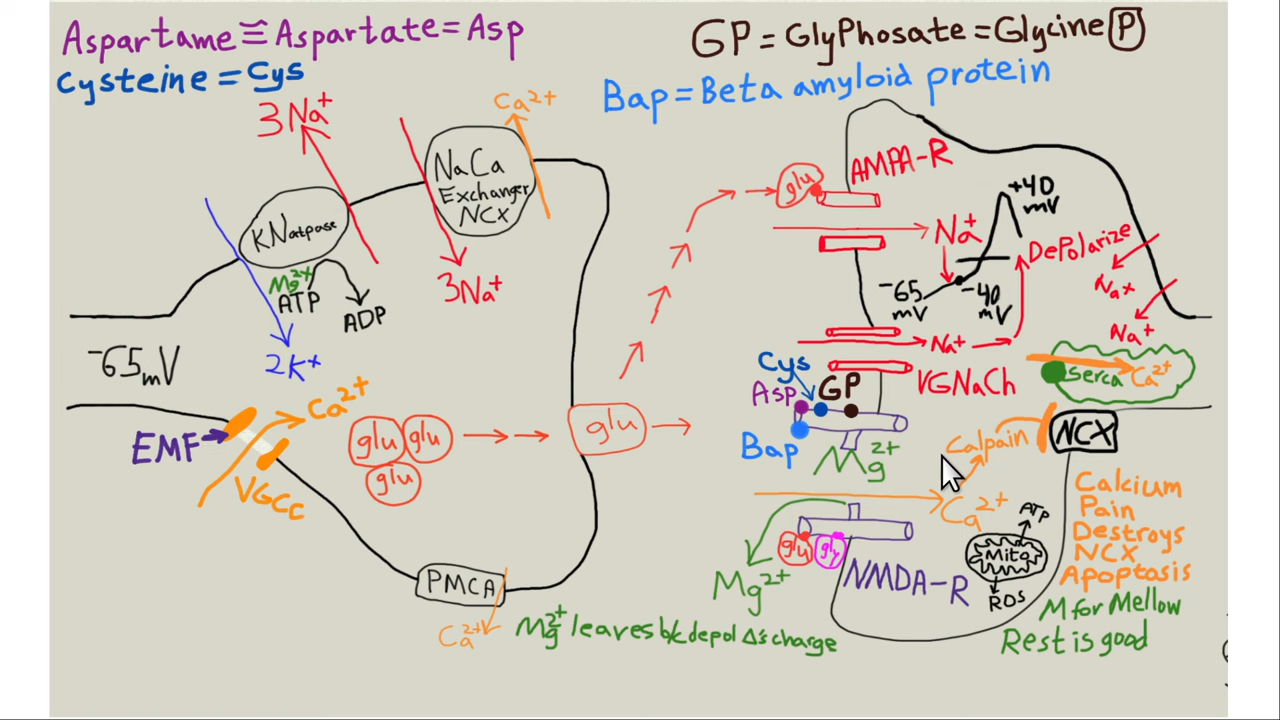 Aspartame ≅ Aspartate = Asp
Cysteine = Cys
GP = GlyPhosate = Glycine P
Bap = Beta amyloid protein
3Na+
Ca2+
NaCa
Exchanger
NCX
KNatpase
Mg2+
ATP
ADP
3Na+
2K+
-65mV
EMF
Ca2+
VGCC
glu
glu
glu
glu
PMCA
Ca2+
Mg2+ leaves b/c depol Δ's charge
glu
AMPA-R
Na+
+40
mV
-65
mV
-40
mV
DePolarize
Na+
Na+
Na+
VGNaCh
Serca
Ca2+
Cys
Asp
GP
Bap
Mg2+
Calpain
NCX
Ca2+
glu
gly
Mg2+
NMDA-R
ATP
Mito
ROS
Calcium
Pain
Destroys
NCX
Apoptasis
M for Mellow
Rest is good